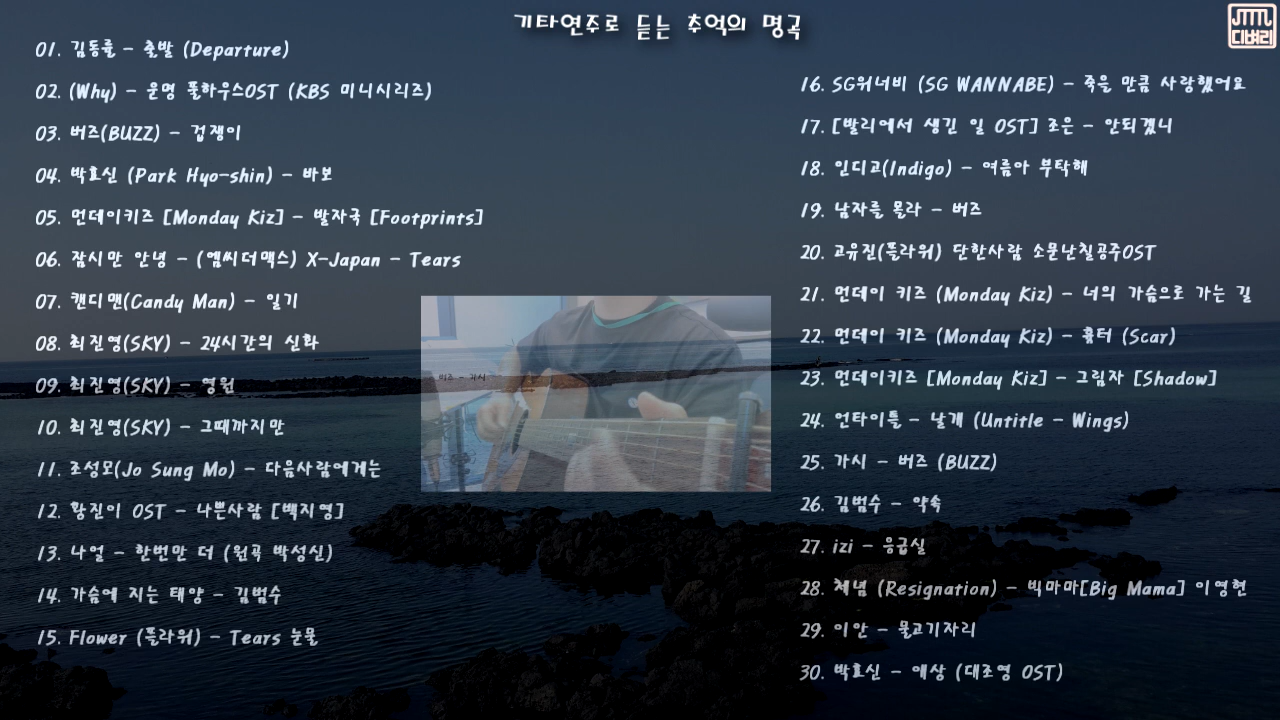 기타연주로 듣는 추억의 명곡
디벼리
01. 김동률 - 출발 (Departure)
02. (Why) - 운명 풀하우스OST (KBS 미니시리즈)
03. 버즈(BUZZ) - 겁쟁이
04. 박효신 (Park Hyo-shin) - 바보
05. 먼데이키즈 [Monday Kiz] - 발자국 [Footprints]
06. 잠시만 안녕 - (엠씨더맥스) X-Japan - Tears
07. 캔디맨(Candy Man) - 일기
08. 최진영(SKY) - 24시간의 신화
09. 최진영(SKY) - 영원
10. 최진영(SKY) - 그때까지만
11. 조성모(Jo Sung Mo) - 다음사람에게는
12. 황진이 OST - 나쁜사람 [백지영]
13. 나얼 - 한번만 더 (원곡 박성신)
14. 가슴에 지는 태양 - 김범수
15. Flower (플라워) - Tears 눈물
16. SG워너비 (SG WANNABE) - 죽을 만큼 사랑했어요
17. [발리에서 생긴 일 OST] 조은 - 안되겠니
18. 인디고(Indigo) - 여름아 부탁해
19. 남자를 몰라 - 버즈
20. 고유진(플라워) 단한사람 소문난칠공주OST
21. 먼데이 키즈 (Monday Kiz) - 너의 가슴으로 가는 길
22. 먼데이 키즈 (Monday Kiz) - 흉터 (Scar)
23. 먼데이키즈 [Monday Kiz] - 그림자 [Shadow]
24. 언타이틀 - 날개 (Untitle - Wings)
25. 가시 - 버즈 (BUZZ)
26. 김범수 - 약속
27. izi - 응급실
28. 체념 (Resignation) - 빅마마[Big Mama] 이영현
29. 이안 - 물고기자리
30. 박효신 - 애상 (대조영 OST)
버즈 - 가시